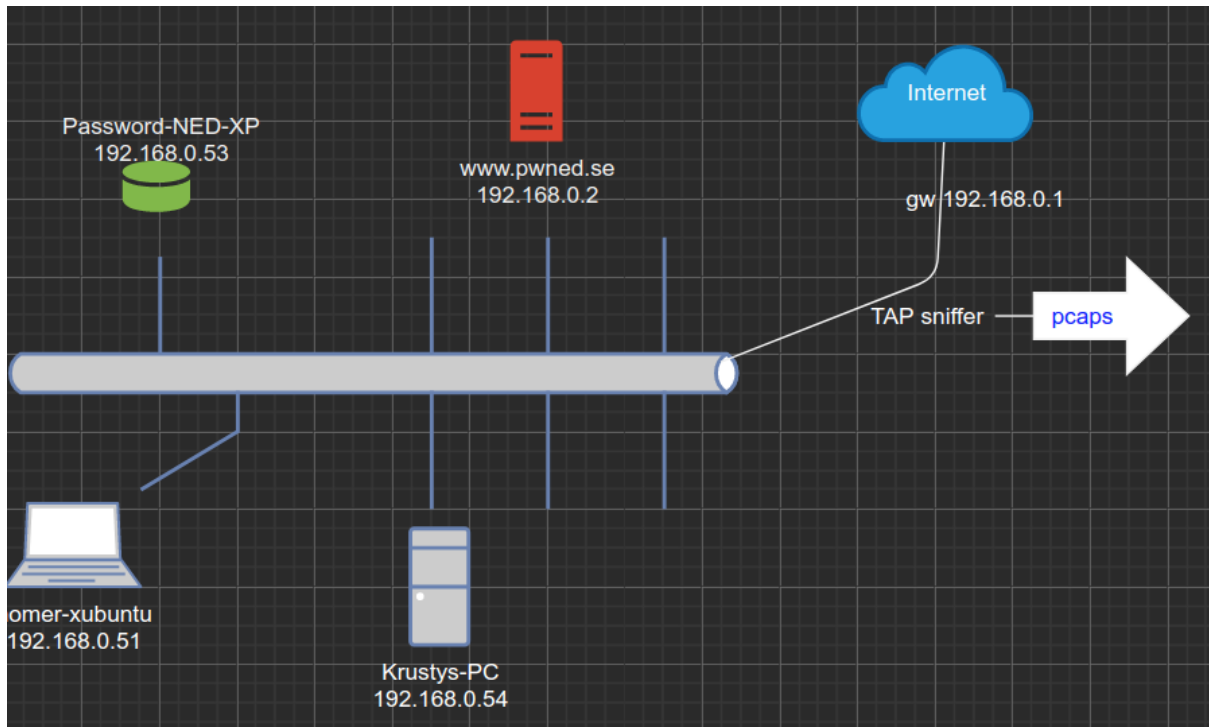 Password-NED-XP
192.168.0.53
www.pwned.se
192.168.0.2
Internet
gw 192.168.0.1
TAP sniffer
pcaps
omer-xubuntu
192.168.0.51
Krustys-PC
192.168.0.54